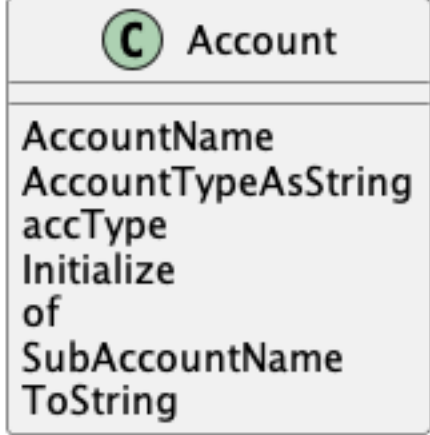 C Account
AccountName
AccountTypeAsString
accType
Initialize
of
SubAccountName
ToString